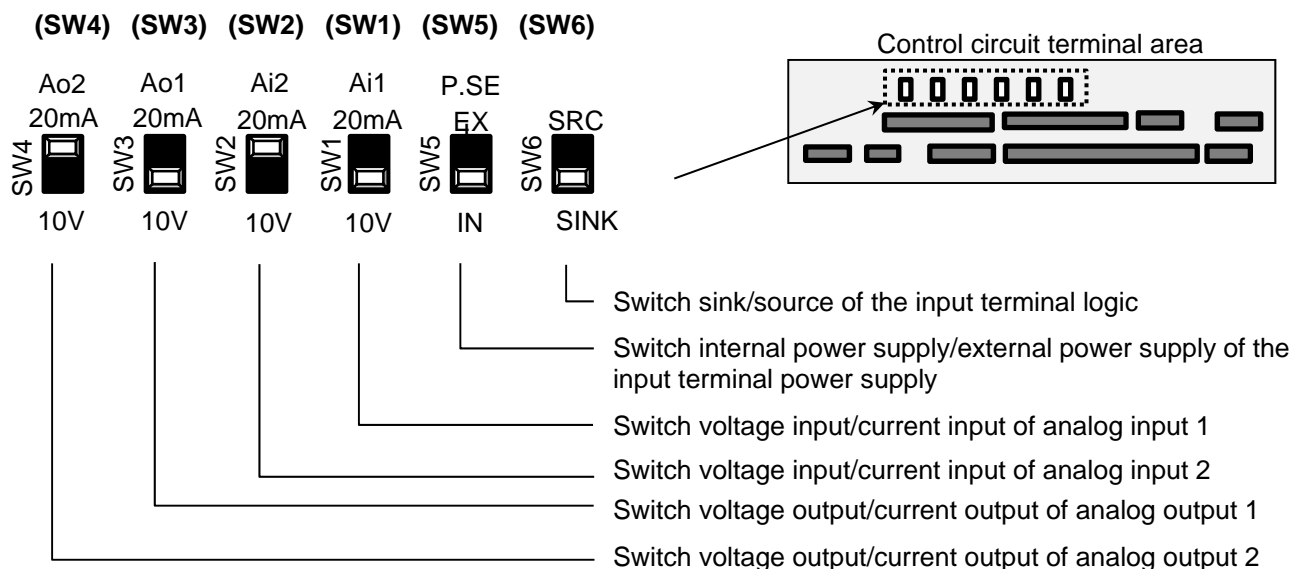 (SW4) (SW3) (SW2) (SW1) (SW5) (SW6)
Control circuit terminal area
Ao2 Ao1 Ai2 Ai1 P.SE
20mA 20mA 20mA 20mA EX SRC
SW4 SW3 SW2 SW1 SW5 SW6
10V 10V 10V 10V IN SINK
Switch sink/source of the input terminal logic
Switch internal power supply/external power supply of the
input terminal power supply
Switch voltage input/current input of analog input 1
Switch voltage input/current input of analog input 2
Switch voltage output/current output of analog output 1
Switch voltage output/current output of analog output 2